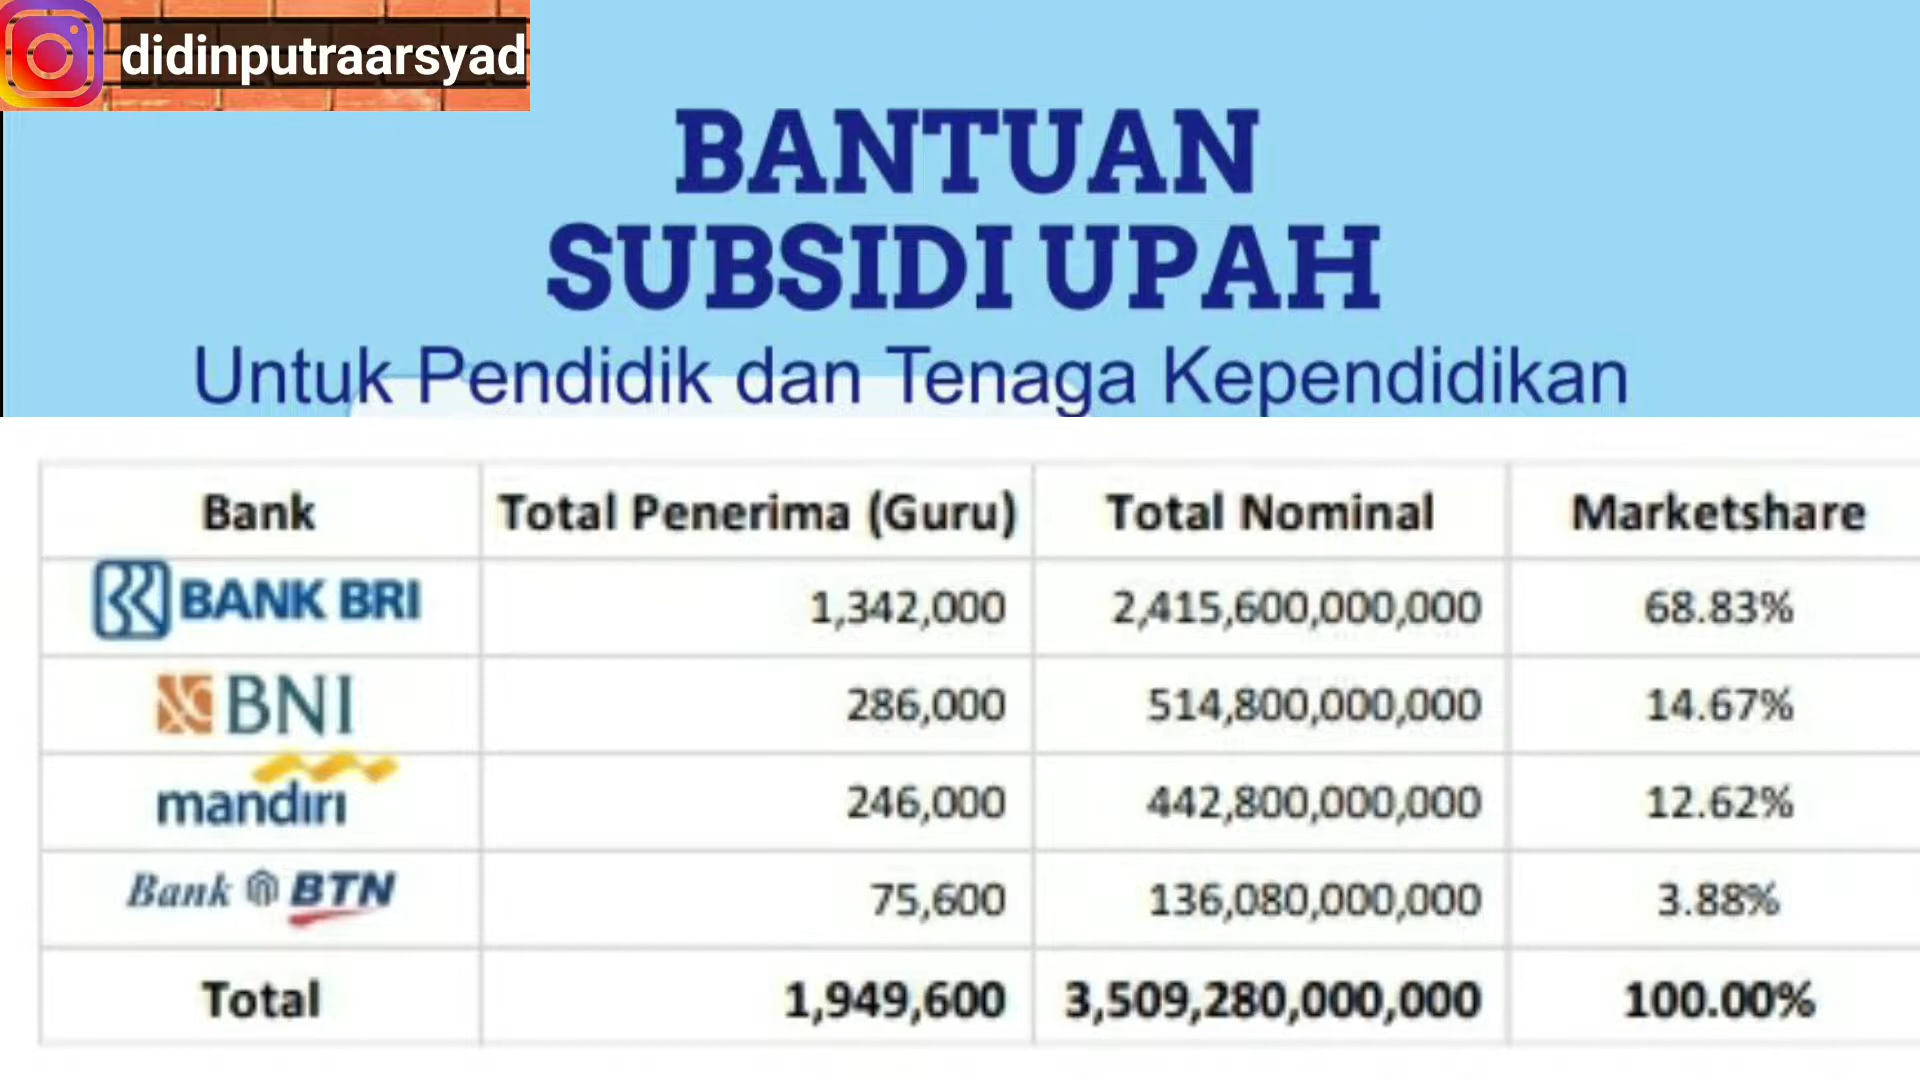 didinputraarsyad
BANTUAN
SUBSIDI UPAH
Untuk Pendidik dan Tenaga Kependidikan
Bank Total Penerima (Guru) Total Nominal Marketshare
BANK BRI 1,342,000 2,415,600,000,000 68.83%
BNI 286,000 514,800,000,000 14.67%
mandiri 246,000 442,800,000,000 12.62%
Bank BTN 75,600 136,080,000,000 3.88%
Total 1,949,600 3,509,280,000,000 100.00%